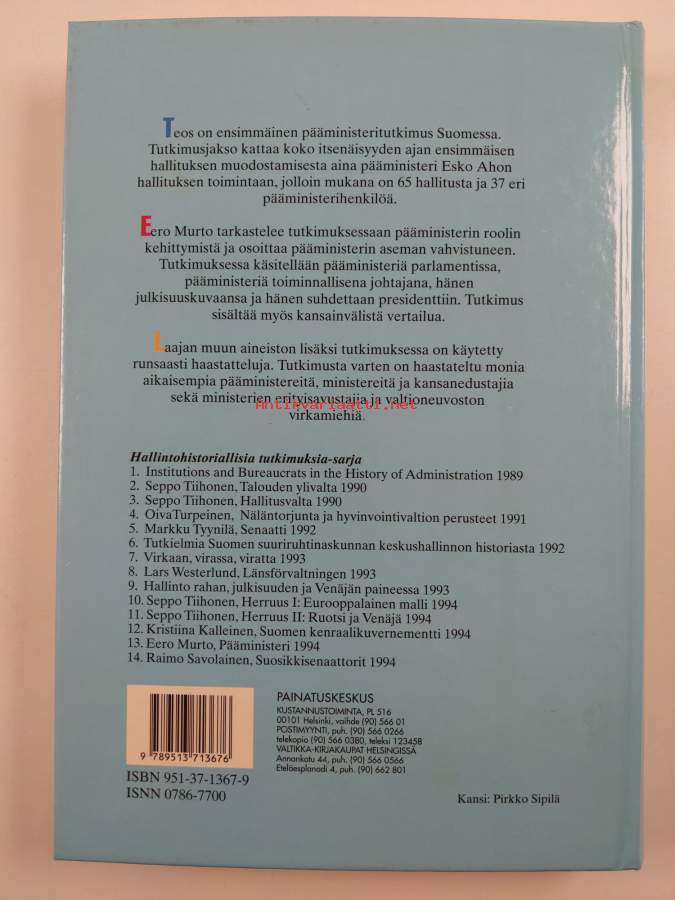 Teos on ensimmäinen pääministeritutkimus Suomessa.
Tutkimusjakso kattaa koko itsenäisyyden ajan ensimmäisen
hallituksen muodostamisesta aina pääministeri Esko Ahon
hallituksen toimintaan, jolloin mukana on 65 hallitusta ja 37 eri
pääministerihenkilöä.
Eero Murto tarkastelee tutkimuksessaan pääministerin roolin
kehittymistä ja osoittaa pääministerin aseman vahvistuneen.
Tutkimuksessa käsitellään pääministeriä parlamentissa,
pääministeriä toiminnallisena johtajana, hänen
julkisuuskuvaansa ja hänen suhdettaan presidenttiin. Tutkimus
sisältää myös kansainvälistä vertailua.
Laajan muun aineiston lisäksi tutkimuksessa on käytetty
runsaasti haastatteluja. Tutkimusta varten on haastateltu monia
aikaisempia pääministereitä, ministereitä ja kansanedustajia
sekä ministerien erityisavustajia ja valtioneuvoston
Antikvariaatti.net
virkamiehiä.
Hallintohistoriallisia tutkimuksia-sarja
1. Institutions and Bureaucrats in the History of Administration 1989
2. Seppo Tiihonen, Talouden ylivalta 1990
3. Seppo Tiihonen, Hallitusvalta 1990
4. OivaTurpeinen, Näläntorjunta ja hyvinvointivaltion perusteet 1991
5. Markku Tyynilä, Senaatti 1992
6. Tutkielmia Suomen suuriruhtinaskunnan keskushallinnon historiasta 1992
7. Virkaan, virassa, viratta 1993
8. Lars Westerlund, Länsförvaltningen 1993
9. Hallinto rahan, julkisuuden ja Venäjän paineessa 1993
10. Seppo Tiihonen, Herruus I: Eurooppalainen malli 1994
11. Seppo Tiihonen, Herruus II: Ruotsi ja Venäjä 1994
12. Kristiina Kalleinen, Suomen kenraalikuvernementti 1994
13. Eero Murto, Pääministeri 1994
14. Raimo Savolainen, Suosikkisenaattorit 1994
9 789513 713676
ISBN 951-37-1367-9
ISNN 0786-7700
PAINATUSKESKUS
KUSTANNUSTOIMINTA, PL 516
00101 Helsinki, vaihde (90) 566 01
POSTIMYYNTI, puh. (90) 566 0266
telekopio (90) 566 0380, teleksi 123458
VALTIKKA-KIRJAKAUPAT HELSINGISSÄ
Annankatu 44, puh. (90) 566 0566
Eteläesplanadi 4, puh. (90) 662 801
Kansi: Pirkko Sipilä